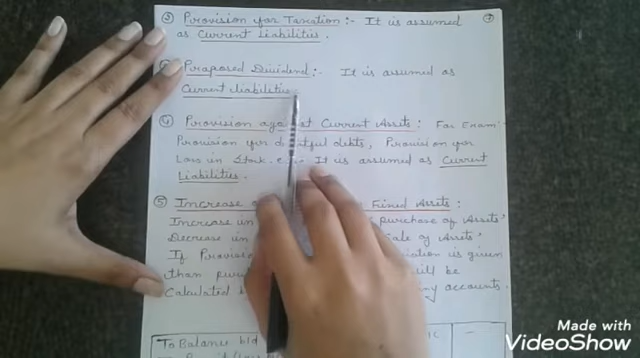 ③ Provision for Taxation :- It is assumed
as Current Liabilities.
Proposed Dividend :- It is assumed as
Current liabilities
④ Provision against Current Assets : For Exam:
Provision for doubtful debts, Provision for
Loss in Stock. It is assumed as Current
Liabilities.
⑤ Increase Fixed Assets :
Increase in purchase of Assets'
Decrease in Sale of Assets'
If Provis is given
than pur will be
Calculated accounts.
To Balance b/d
Made with
VideoShow